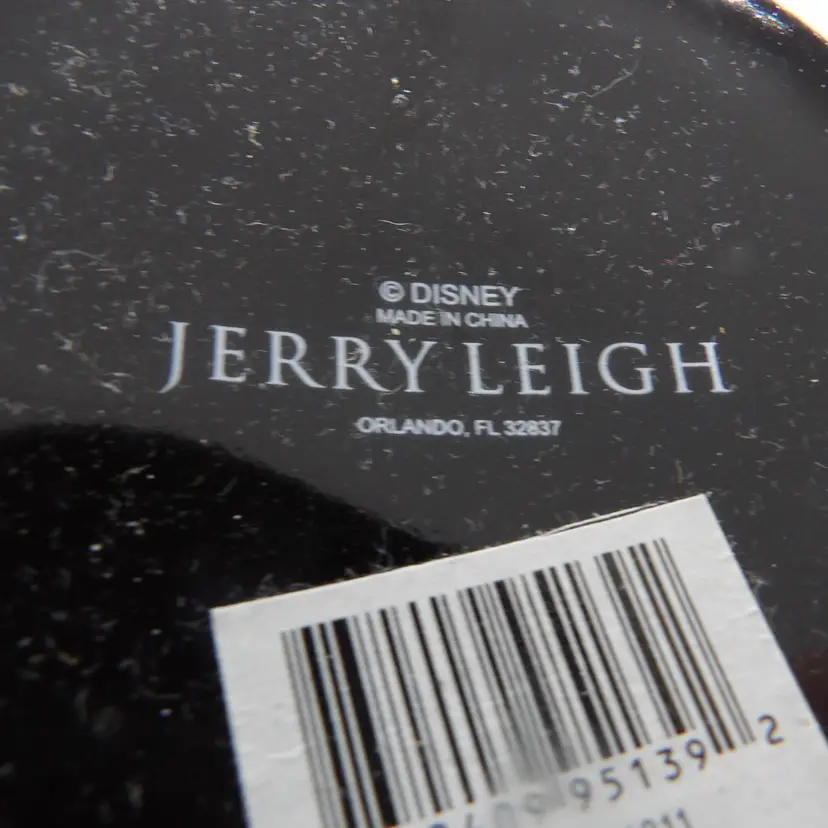 © DISNEY
MADE IN CHINA
JERRY LEIGH
ORLANDO, FL 32837
95139 2